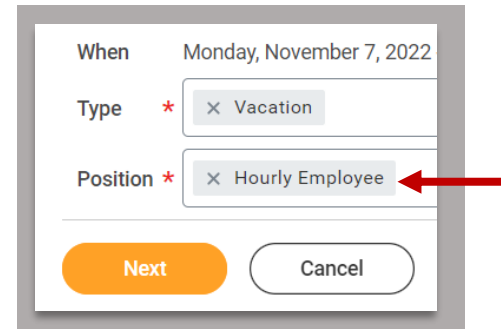 When Monday, November 7, 2022
Type * × Vacation
Position * × Hourly Employee
Next Cancel